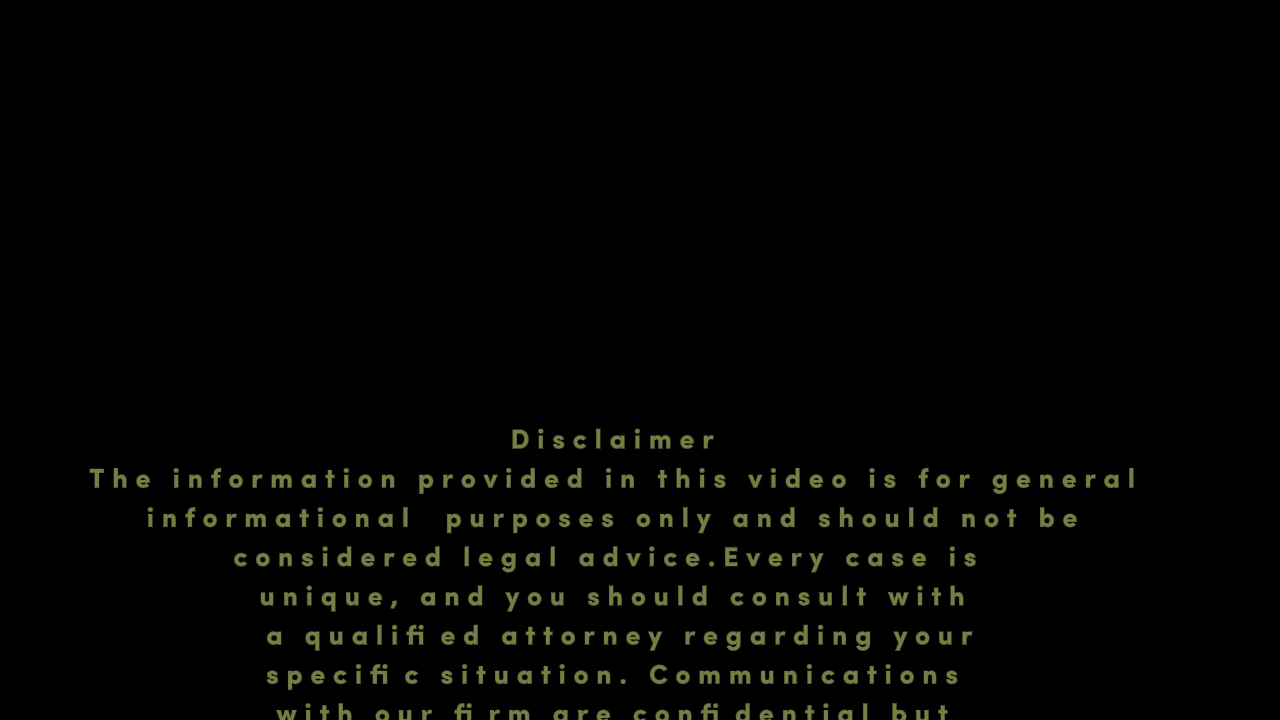 Disclaimer
The information provided in this video is for general
informational purposes only and should not be
considered legal advice.Every case is
unique, and you should consult with
a qualified attorney regarding your
specific situation. Communications
with our firm are confidential but